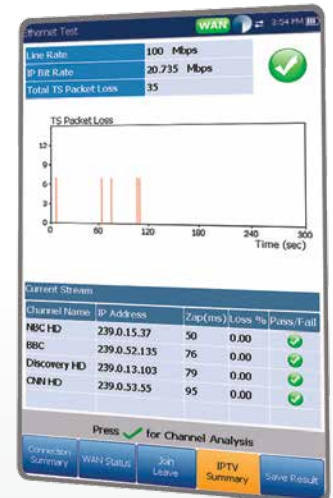 Ethernet Test WAN 3:54 PM
Line Rate 100 Mbps
IP Bit Rate 20.735 Mbps
Total TS Packet Loss 35
TS Packet Loss
12
9
6
3
0
0 60 120 180 240 300
Time (sec)
Current Stream
Channel Name IP Address Zap(ms) Loss % Pass/Fail
NBC HD 239.0.15.37 50 0.00
BBC 239.0.52.135 76 0.00
Discovery HD 239.0.13.103 79 0.00
CNN HD 239.0.53.55 95 0.00
Press for Channel Analysis
Connection Summary WAN Status Join Leave IPTV Summary Save Result